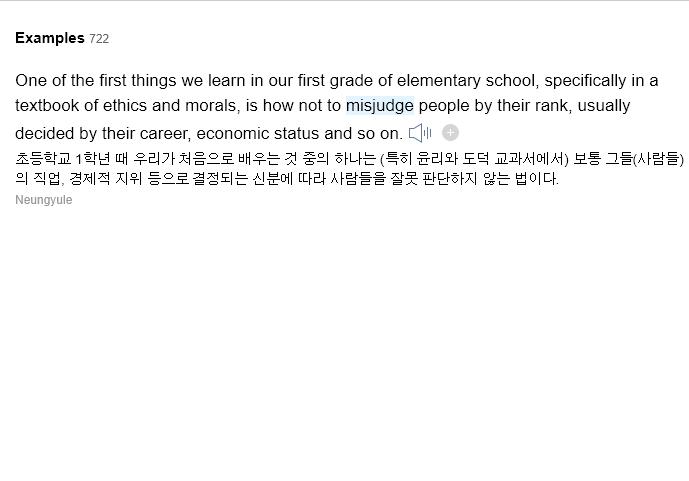 Examples 722
One of the first things we learn in our first grade of elementary school, specifically in a
textbook of ethics and morals, is how not to misjudge people by their rank, usually
decided by their career, economic status and so on.
초등학교 1학년 때 우리가 처음으로 배우는 것 중의 하나는 (특히 윤리와 도덕 교과서에서) 보통 그들(사람들)
의 직업, 경제적 지위 등으로 결정되는 신분에 따라 사람들을 잘못 판단하지 않는 법이다.
Neungyule